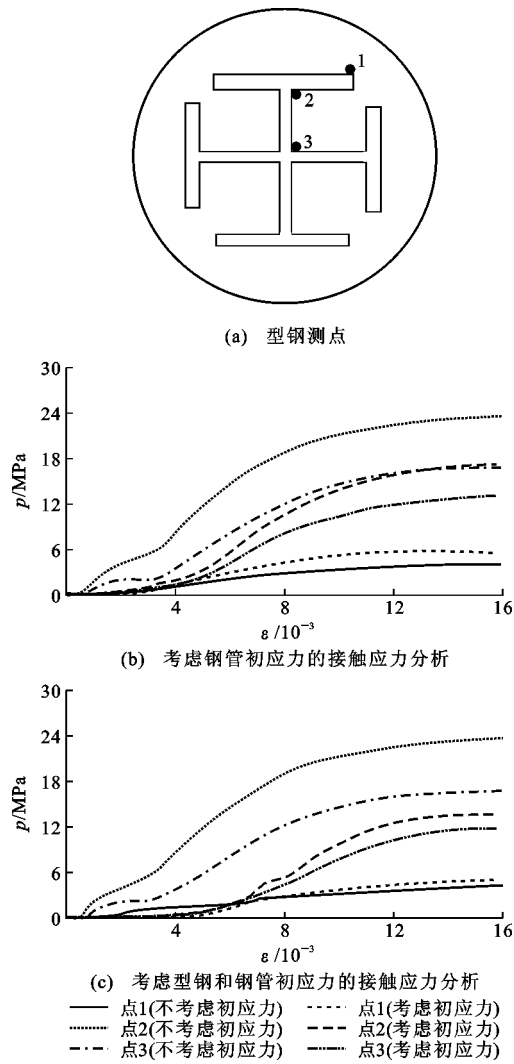 1
2
3
(a) 型钢测点
30
24
18
12
6
0
p/MPa
4 8 12 16
ε/10⁻³
(b) 考虑钢管初应力的接触应力分析
30
24
18
12
6
0
p/MPa
4 8 12 16
ε/10⁻³
(c) 考虑型钢和钢管初应力的接触应力分析
点1(不考虑初应力) 点1(考虑初应力)
点2(不考虑初应力) 点2(考虑初应力)
点3(不考虑初应力) 点3(考虑初应力)